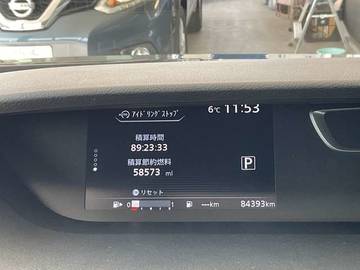 ｱｲﾄﾞﾘﾝｸﾞｽﾄｯﾌﾟ 6℃ 11:53
積算時間
89:23:33
積算節約燃料
58573 ml
P
リセット
0 1 ---km 84393km